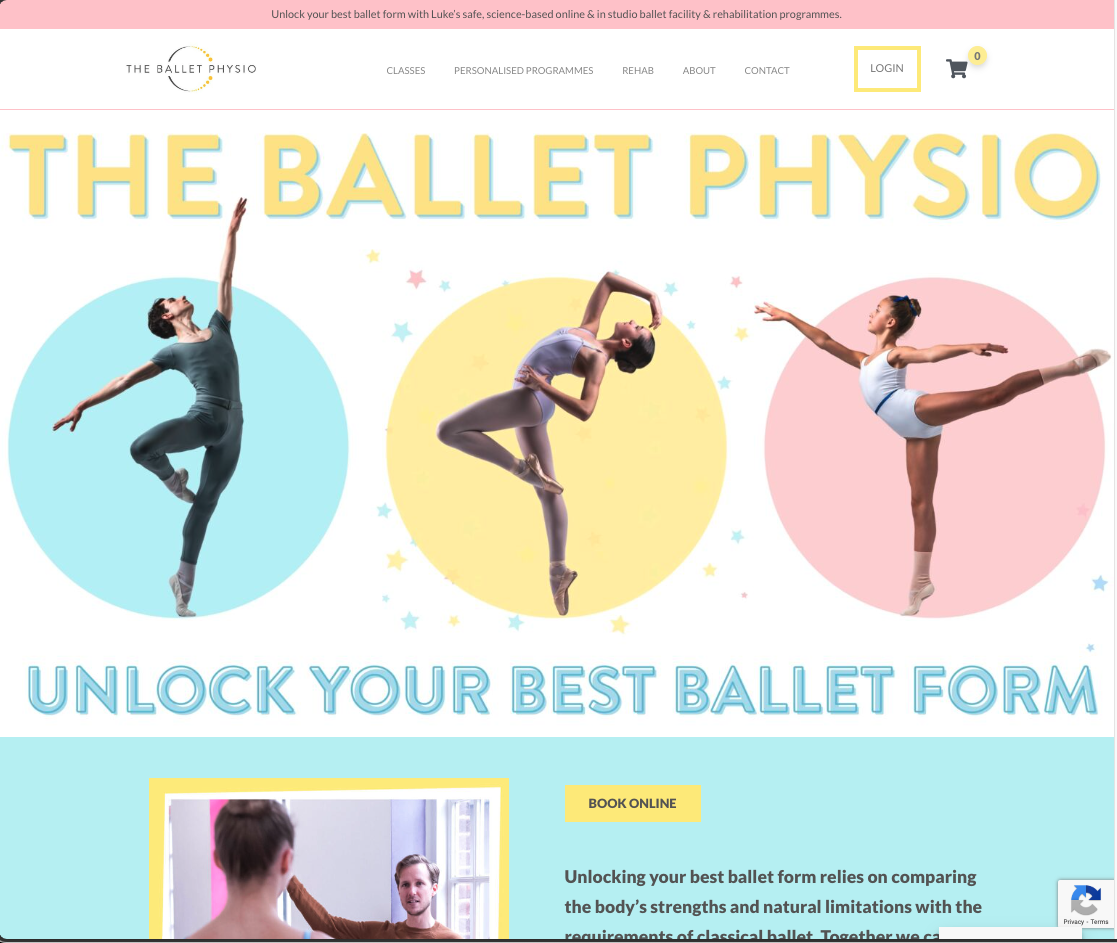 Unlock your best ballet form with Luke's safe, science-based online & in studio ballet facility & rehabilitation programmes.
THE BALLET PHYSIO
CLASSES PERSONALISED PROGRAMMES REHAB ABOUT CONTACT LOGIN 0
THE BALLET PHYSIO
UNLOCK YOUR BEST BALLET FORM
BOOK ONLINE
Unlocking your best ballet form relies on comparing
the body's strengths and natural limitations with the
requirements of classical ballet. Together we ca
Privacy - Terms